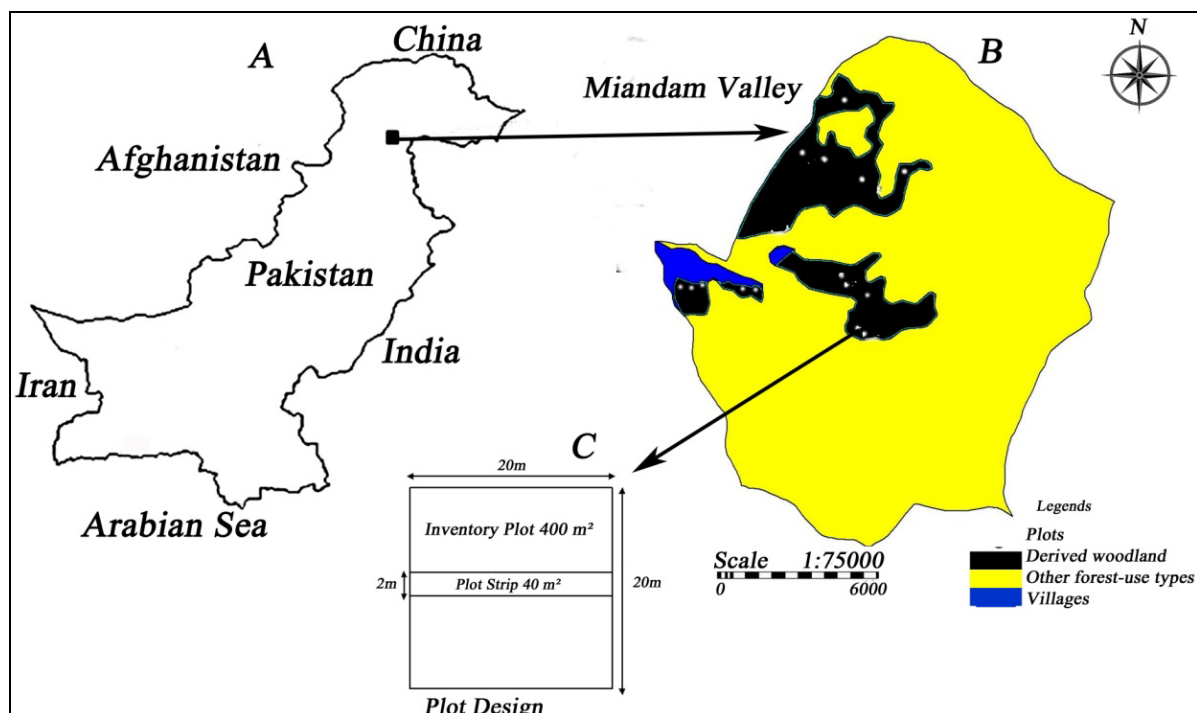 A
China
Afghanistan
Pakistan
India
Iran
Arabian Sea
Miandam Valley
B
N
C
20m
Inventory Plot 400 m²
2m
Plot Strip 40 m²
20m
Plot Design
Scale 1:75000
0 6000
Legends
Plots
Derived woodland
Other forest-use types
Villages